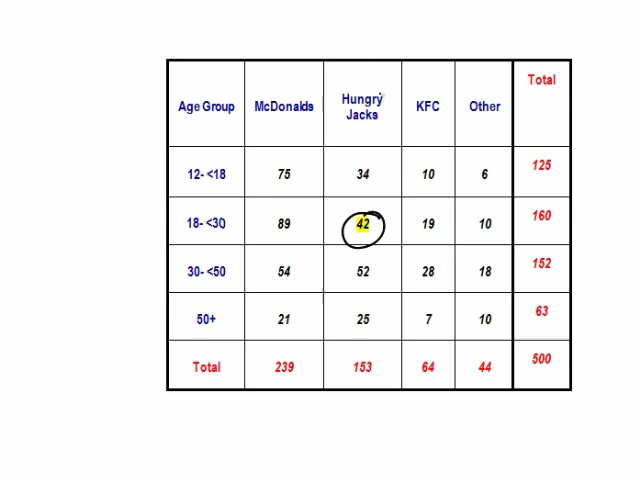 Age Group McDonalds Hungry Jacks KFC Other Total
12- <18 75 34 10 6 125
18- <30 89 42 19 10 160
30- <50 54 52 28 18 152
50+ 21 25 7 10 63
Total 239 153 64 44 500